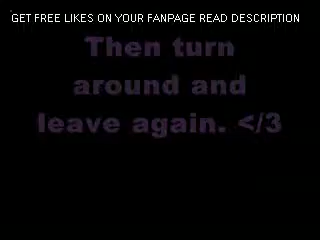 GET FREE LIKES ON YOUR FANPAGE READ DESCRIPTION
Then turn
around and
leave again. </3